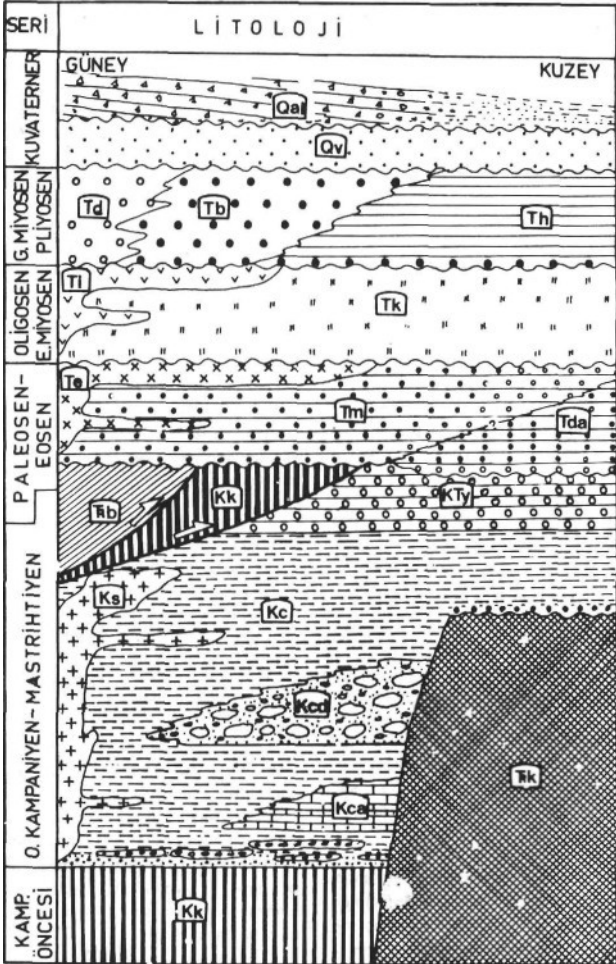 SERİ
LİTOLOJİ
GÜNEY
KUZEY
KUVATERNER
Qal
Qv
G. MİYOSEN
PLİYOSEN
Td
Tb
Th
OLİGOSEN
E.MİYOSEN
Tl
Tk
PALEOSEN-
EOSEN
Te
Tm
Tda
Kk
KTy
O. KAMPANİYEN-MASTRİHTİYEN
Ks
Kc
Kcd
Kca
KAMP.
ÖNCESİ
Kk